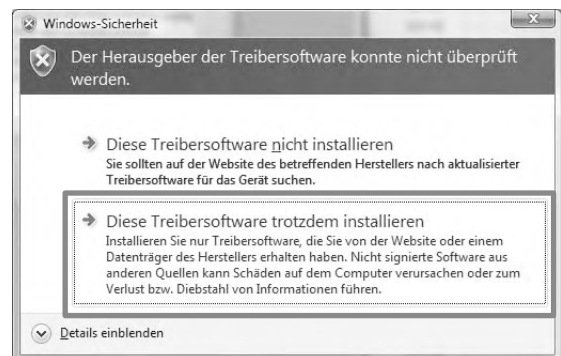 Windows-Sicherheit
x
Der Herausgeber der Treibersoftware konnte nicht überprüft
werden.
Diese Treibersoftware nicht installieren
Sie sollten auf der Website des betreffenden Herstellers nach aktualisierter
Treibersoftware für das Gerät suchen.
Diese Treibersoftware trotzdem installieren
Installieren Sie nur Treibersoftware, die Sie von der Website oder einem
Datenträger des Herstellers erhalten haben. Nicht signierte Software aus
anderen Quellen kann Schäden auf dem Computer verursachen oder zum
Verlust bzw. Diebstahl von Informationen führen.
Details einblenden